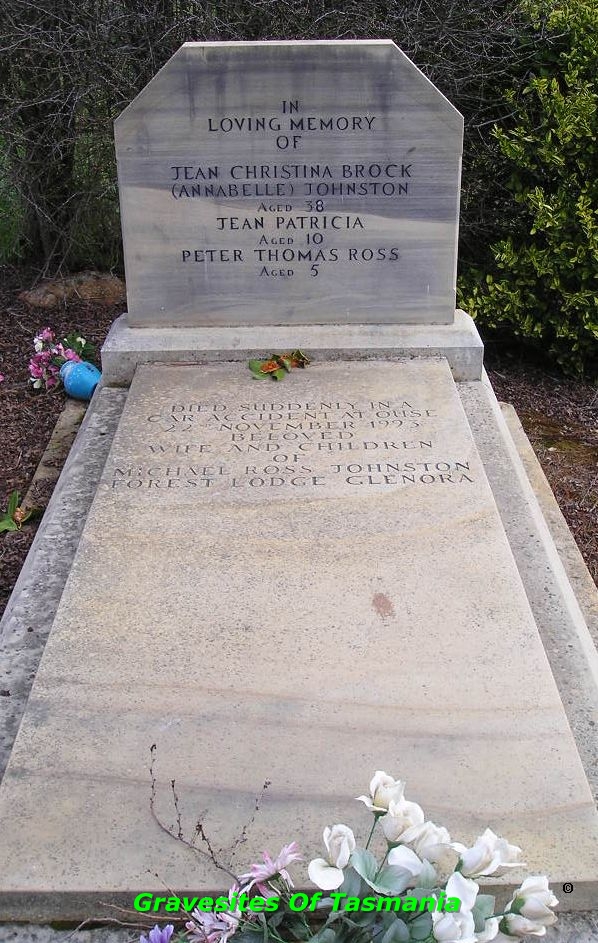 IN
LOVING MEMORY
OF
JEAN CHRISTINA BROCK
(ANNABELLE) JOHNSTON
AGED 38
JEAN PATRICIA
AGED 10
PETER THOMAS ROSS
AGED 5
DIED SUDDENLY IN A
CAR ACCIDENT AT OUSE
22 NOVEMBER 1993
BELOVED
WIFE AND CHILDREN
OF
MICHAEL ROSS JOHNSTON
FOREST LODGE GLENORA
Gravesites Of Tasmania